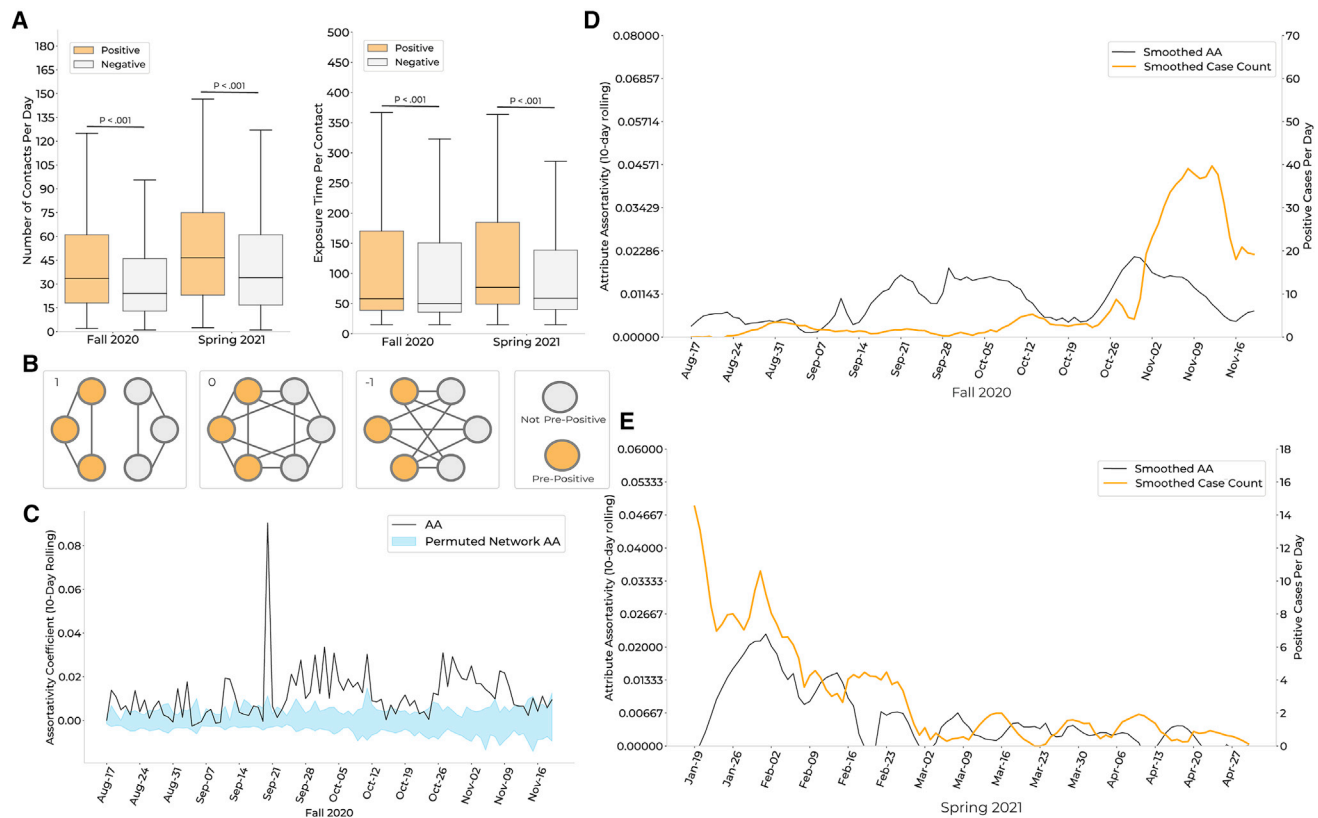 A
Number of Contacts Per Day
180
165
150
135
120
105
90
75
60
45
30
15
0
Positive
Negative
P < .001
P < .001
Fall 2020
Spring 2021
Exposure Time Per Contact
500
450
400
350
300
250
200
150
100
50
0
Positive
Negative
P < .001
P < .001
Fall 2020
Spring 2021
B
1
0
-1
Not Pre-Positive
Pre-Positive
C
Assortativity Coefficient (10-Day Rolling)
0.08
0.06
0.04
0.02
0.00
AA
Permuted Network AA
Aug-17
Aug-24
Aug-31
Sep-07
Sep-14
Sep-21
Sep-28
Oct-05
Oct-12
Oct-19
Oct-26
Nov-02
Nov-09
Nov-16
Fall 2020
D
Attribute Assortativity (10-day rolling)
0.08000
0.06857
0.05714
0.04571
0.03429
0.02286
0.01143
0.00000
Smoothed AA
Smoothed Case Count
70
60
50
40
30
20
10
0
Positive Cases Per Day
Aug-17
Aug-24
Aug-31
Sep-07
Sep-14
Sep-21
Sep-28
Oct-05
Oct-12
Oct-19
Oct-26
Nov-02
Nov-09
Nov-16
Fall 2020
E
Attribute Assortativity (10-day rolling)
0.06000
0.05333
0.04667
0.04000
0.03333
0.02667
0.02000
0.01333
0.00667
0.00000
Smoothed AA
Smoothed Case Count
18
16
14
12
10
8
6
4
2
0
Positive Cases Per Day
Jan-19
Jan-26
Feb-02
Feb-09
Feb-16
Feb-23
Mar-02
Mar-09
Mar-16
Mar-23
Mar-30
Apr-06
Apr-13
Apr-20
Apr-27
Spring 2021